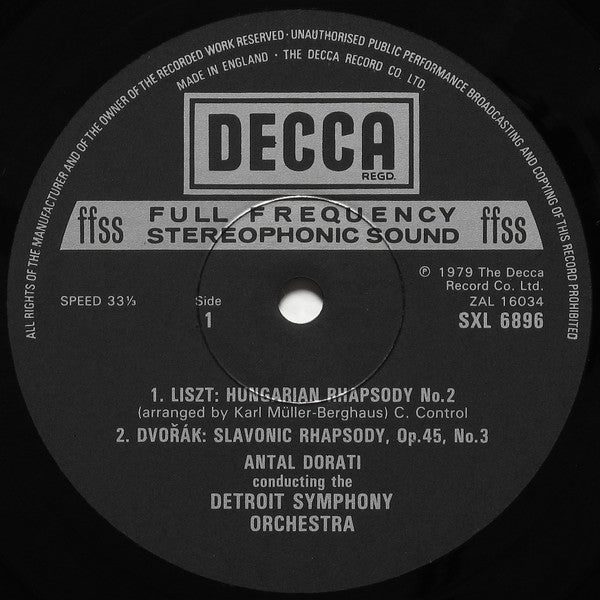 ALL RIGHTS OF THE MANUFACTURER AND OF THE OWNER OF THE RECORDED WORK RESERVED · UNAUTHORISED PUBLIC PERFORMANCE BROADCASTING AND COPYING OF THIS RECORD PROHIBITED
MADE IN ENGLAND · THE DECCA RECORD CO. LTD.
DECCA
REGD.
ffss FULL FREQUENCY ffss
STEREOPHONIC SOUND
℗ 1979 The Decca
Record Co. Ltd.
SPEED 33⅓ Side ZAL 16034
1 SXL 6896
1. LISZT: HUNGARIAN RHAPSODY No.2
(arranged by Karl Müller-Berghaus) C. Control
2. DVOŘÁK: SLAVONIC RHAPSODY, Op.45, No.3
ANTAL DORATI
conducting the
DETROIT SYMPHONY
ORCHESTRA